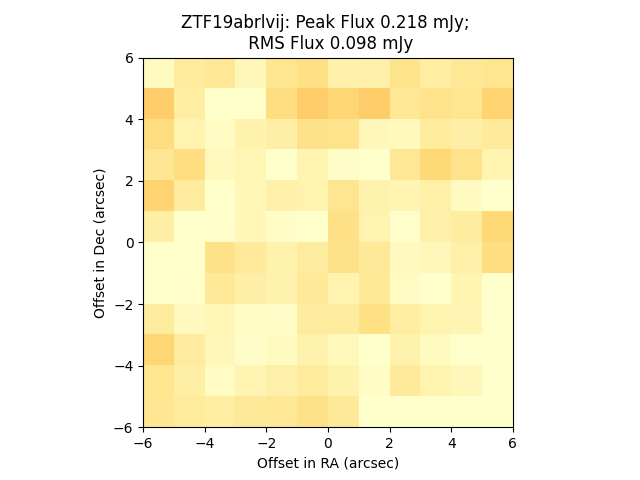 ZTF19abrlvij: Peak Flux 0.218 mJy;
RMS Flux 0.098 mJy
6
4
2
0
−2
−4
−6
Offset in Dec (arcsec)
−6 −4 −2 0 2 4 6
Offset in RA (arcsec)